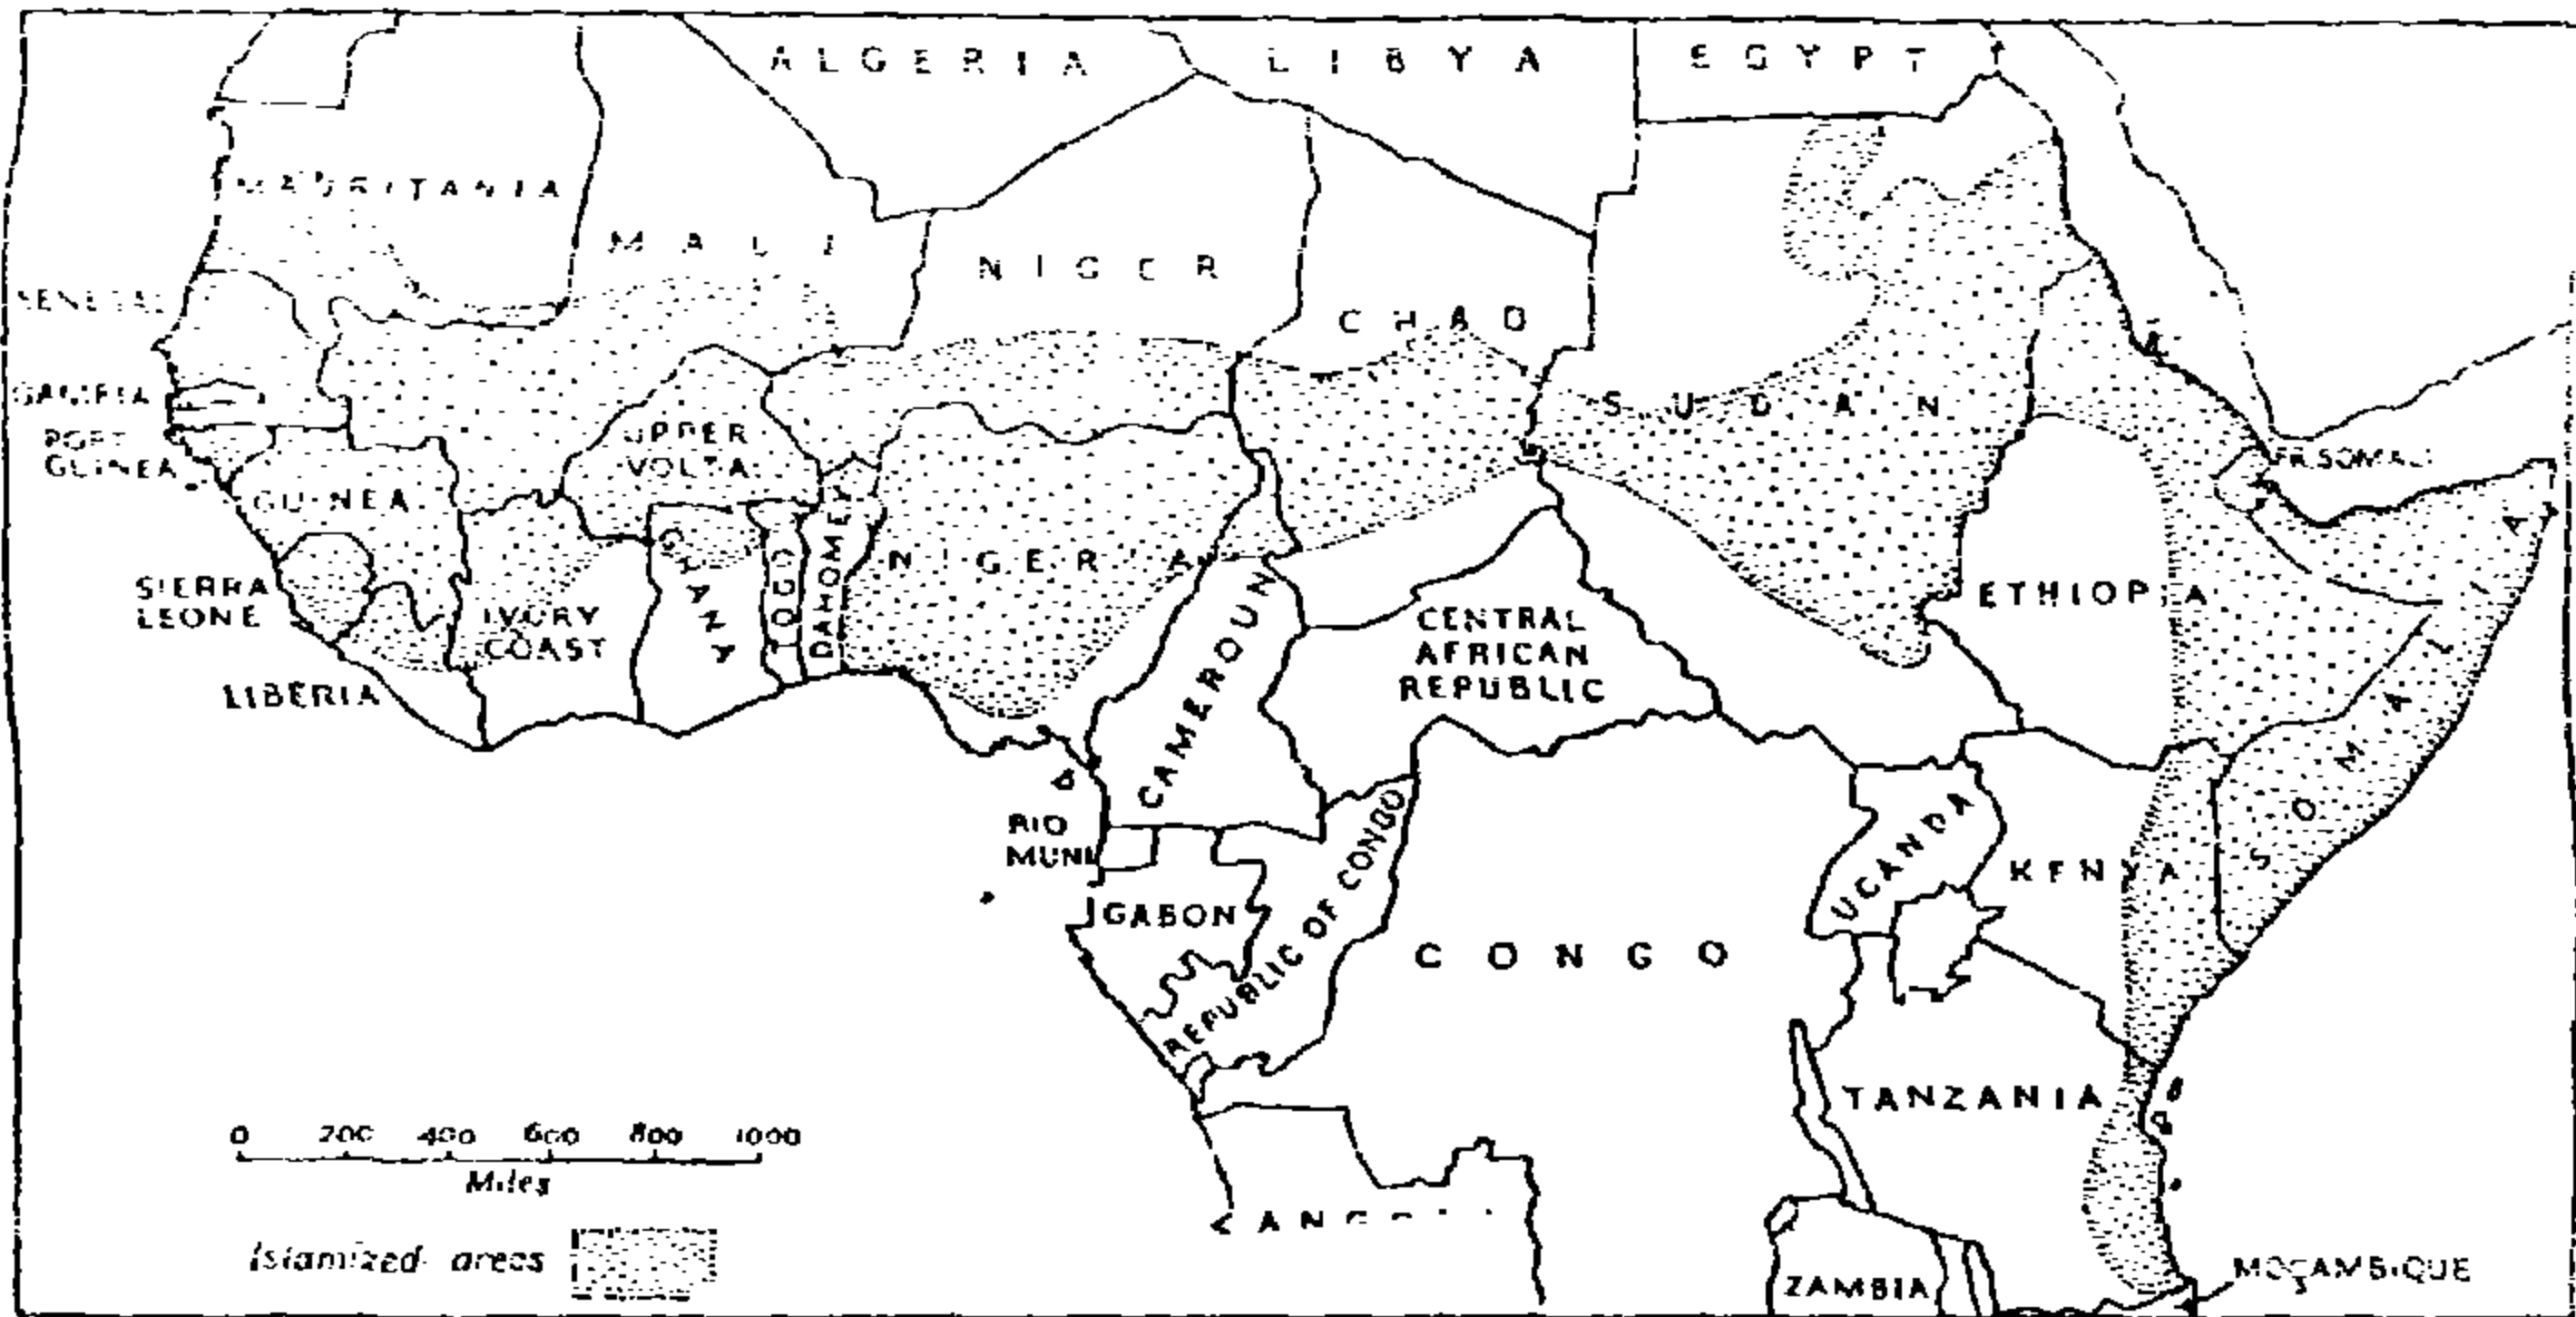 ALGERIA
LIBYA
EGYPT
MAURITANIA
MALI
NIGER
CHAD
SUDAN
SENEGAL
GAMBIA
PORT
GUINEA
UPPER
VOLTA
GUINEA
FR.SOMALI
SIERRA
LEONE
LIBERIA
IVORY
COAST
GHANA
TOGO
DAHOMEY
NIGERIA
CAMEROUN
CENTRAL
AFRICAN
REPUBLIC
ETHIOPIA
SOMALIA
RIO
MUNI
GABON
REPUBLIC OF CONGO
CONGO
UGANDA
KENYA
TANZANIA
0 200 400 600 800 1000
Miles
Islamized areas
ZAMBIA
MOÇAMBIQUE